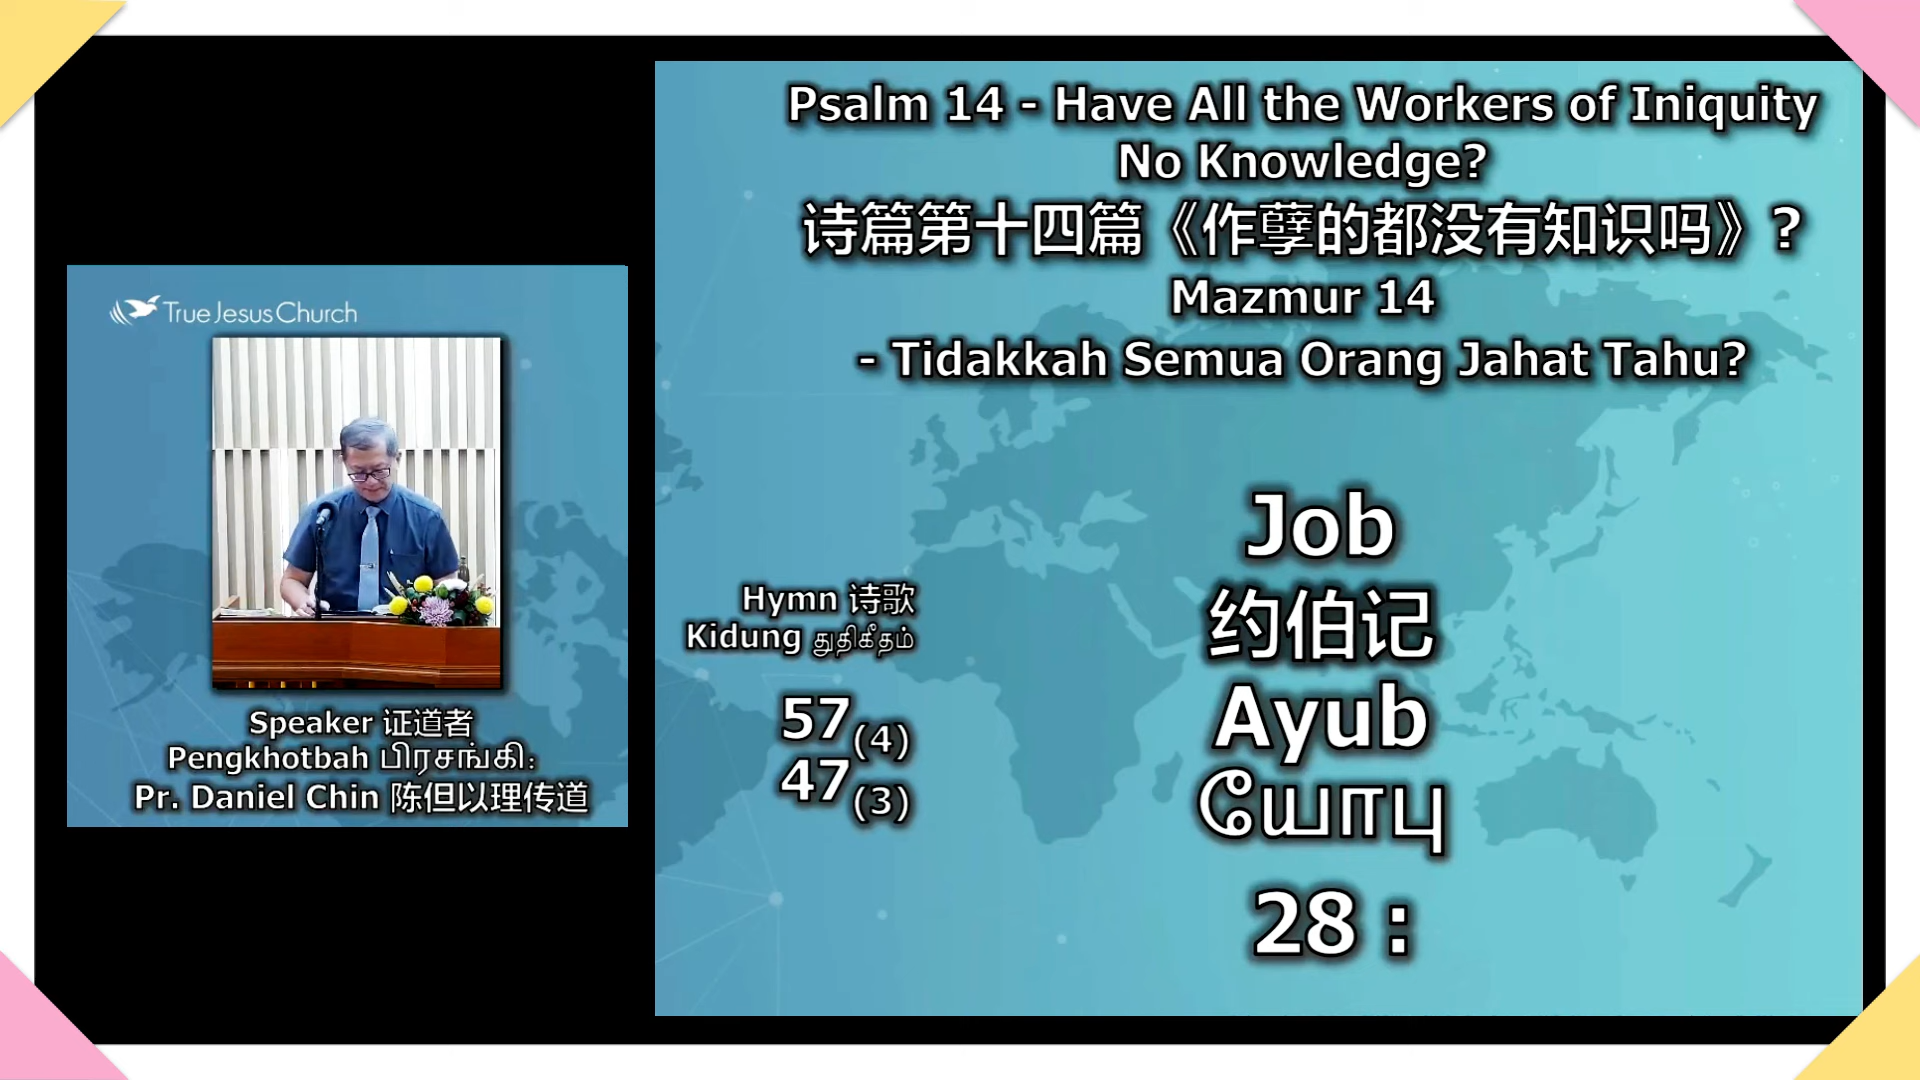 True Jesus Church
Speaker 证道者
Pengkhotbah பிரசங்கி:
Pr. Daniel Chin 陈但以理传道
Psalm 14 - Have All the Workers of Iniquity
No Knowledge?
诗篇第十四篇《作孽的都没有知识吗》?
Mazmur 14
- Tidakkah Semua Orang Jahat Tahu?
Hymn 诗歌
Kidung துதிகீதம்
57(4)
47(3)
Job
约伯记
Ayub
யோபு
28 :